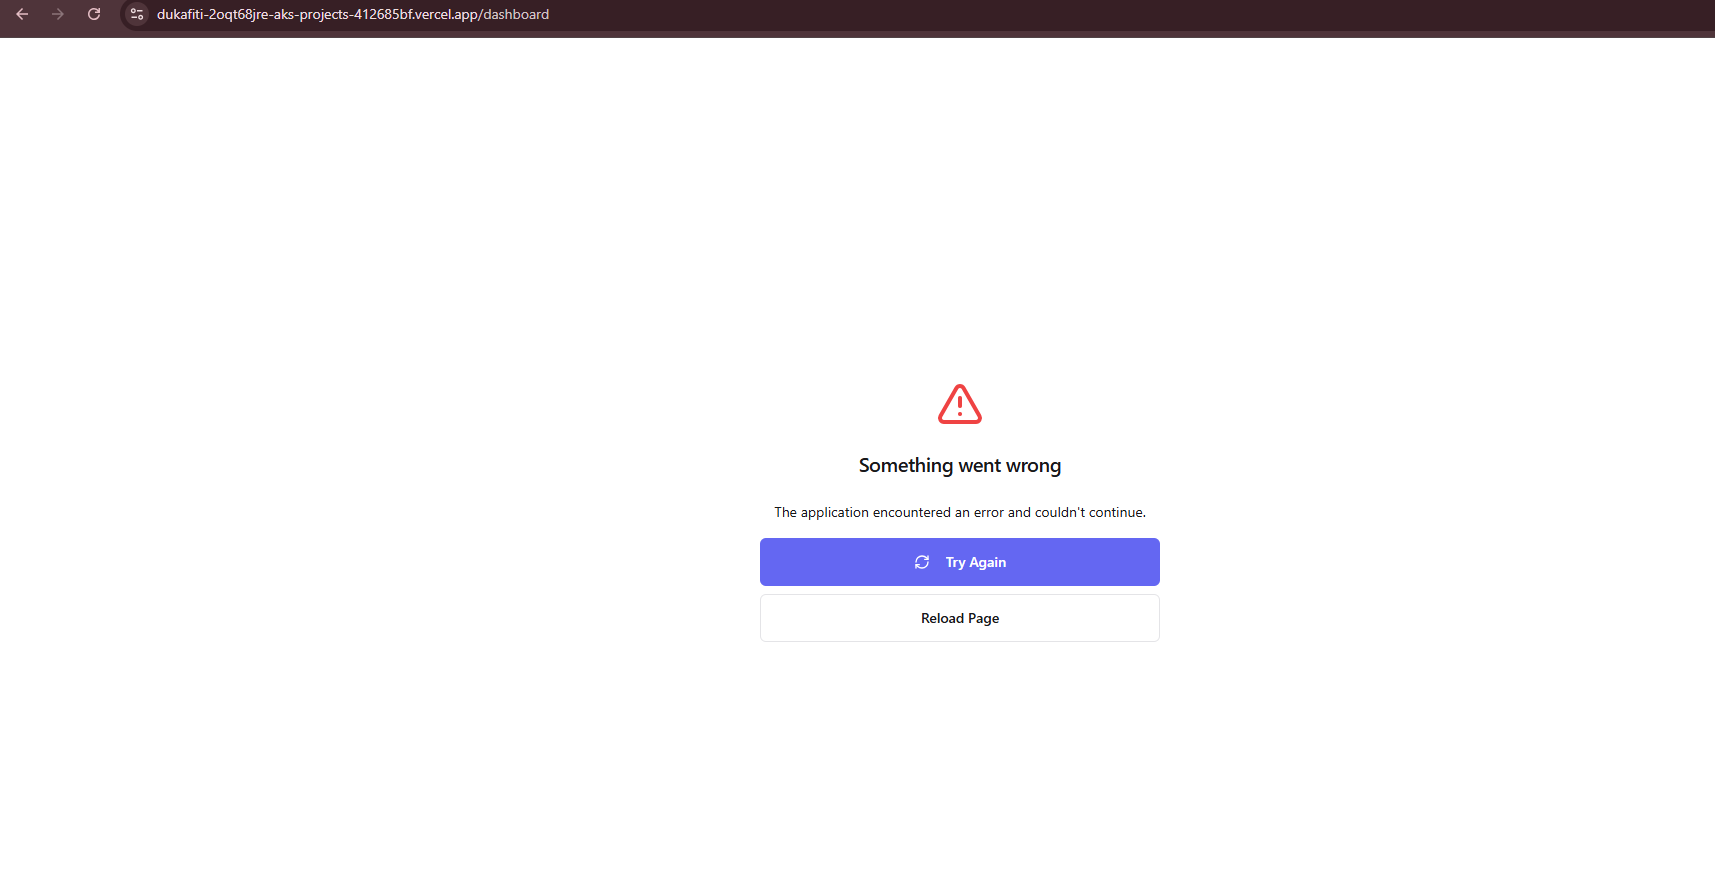 dukafiti-2oqt68jre-aks-projects-412685bf.vercel.app/dashboard
Something went wrong
The application encountered an error and couldn't continue.
Try Again
Reload Page